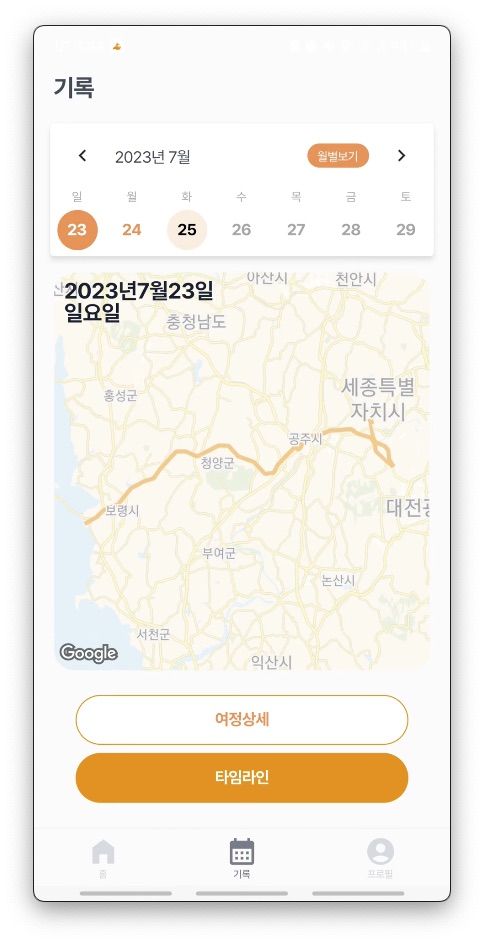 기록
2023년 7월
월별보기
일 월 화 수 목 금 토
23 24 25 26 27 28 29
아산시
천안시
2023년7월23일
일요일
충청남도
세종특별
자치시
홍성군
공주시
청양군
대전광
보령시
부여군
논산시
서천군
익산시
Google
여정상세
타임라인
홈
기록
프로필